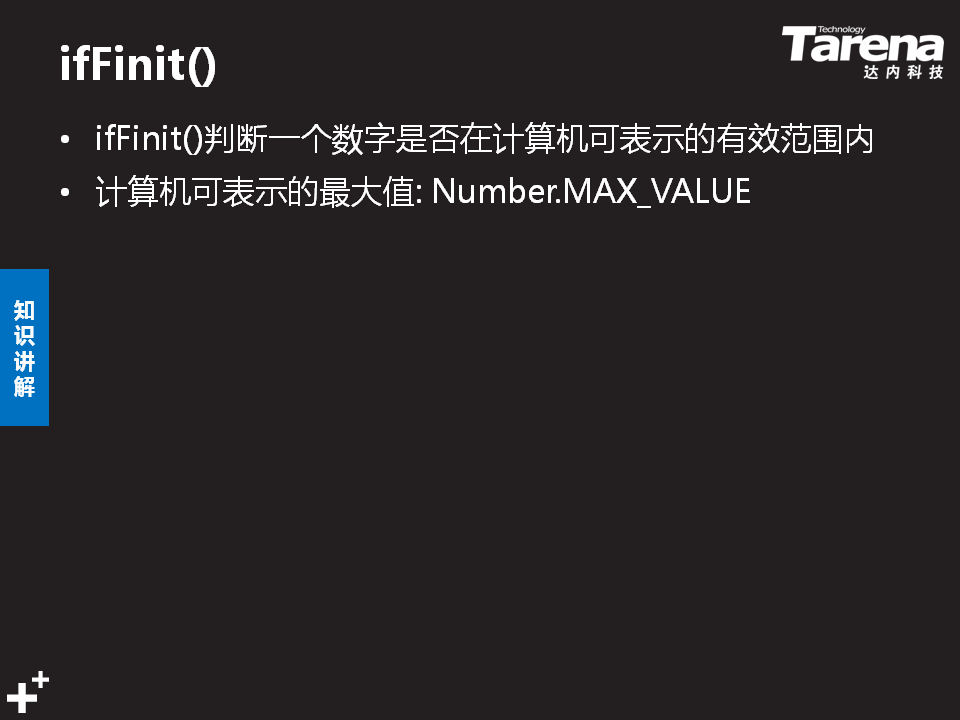 ifFinit()
Technology
Tarena
达内科技
• ifFinit()判断一个数字是否在计算机可表示的有效范围内
• 计算机可表示的最大值: Number.MAX_VALUE
知
识
讲
解